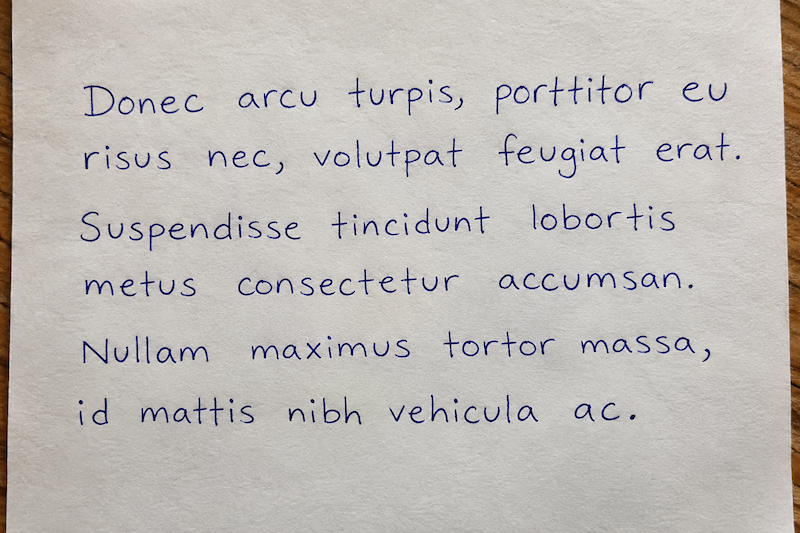 Donec arcu turpis, porttitor eu
risus nec, volutpat feugiat erat.
Suspendisse tincidunt lobortis
metus consectetur accumsan.
Nullam maximus tortor massa,
id mattis nibh vehicula ac.